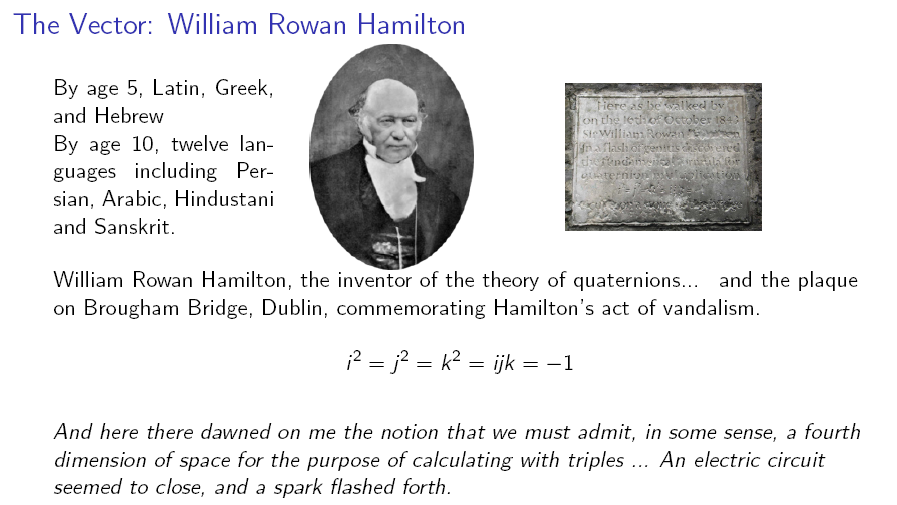 The Vector: William Rowan Hamilton
By age 5, Latin, Greek,
and Hebrew
By age 10, twelve lan-
guages including Per-
sian, Arabic, Hindustani
and Sanskrit.
Here as he walked by
on the 16th of October 1843
Sir William Rowan Hamilton
In a flash of genius discovered
the fundamental formula for
quaternion multiplication
William Rowan Hamilton, the inventor of the theory of quaternions... and the plaque
on Brougham Bridge, Dublin, commemorating Hamilton's act of vandalism.
i² = j² = k² = ijk = −1
And here there dawned on me the notion that we must admit, in some sense, a fourth
dimension of space for the purpose of calculating with triples ... An electric circuit
seemed to close, and a spark flashed forth.